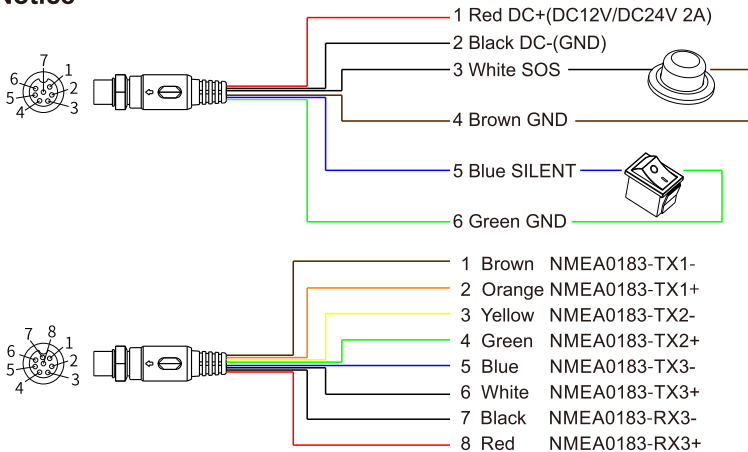 1 Red DC+(DC12V/DC24V 2A)
2 Black DC-(GND)
3 White SOS
4 Brown GND
5 Blue SILENT
6 Green GND
7
6 1
5 2
4 3
1 Brown NMEA0183-TX1-
2 Orange NMEA0183-TX1+
3 Yellow NMEA0183-TX2-
4 Green NMEA0183-TX2+
5 Blue NMEA0183-TX3-
6 White NMEA0183-TX3+
7 Black NMEA0183-RX3-
8 Red NMEA0183-RX3+
7 8
6 1
5 2
4 3